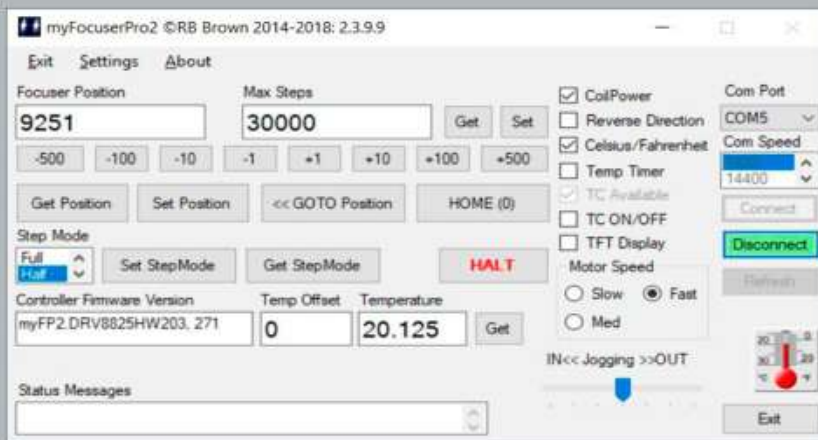 myFocuserPro2 ©RB Brown 2014-2018: 2.3.9.9
Exit Settings About
Focuser Position Max Steps
9251 30000 Get Set
-500 -100 -10 -1 +1 +10 +100 +500
Get Position Set Position << GOTO Position HOME (0)
Step Mode
Full
Half Set StepMode Get StepMode HALT
Controller Firmware Version Temp Offset Temperature
myFP2.DRV8825HW203, 271 0 20.125 Get
Status Messages
CoilPower
Reverse Direction
Celsius/Fahrenheit
Temp Timer
TC Available
TC ON/OFF
TFT Display
Motor Speed
Slow Fast
Med
IN<< Jogging >>OUT
Com Port
COM5
Com Speed
14400
Connect
Disconnect
Refresh
Exit